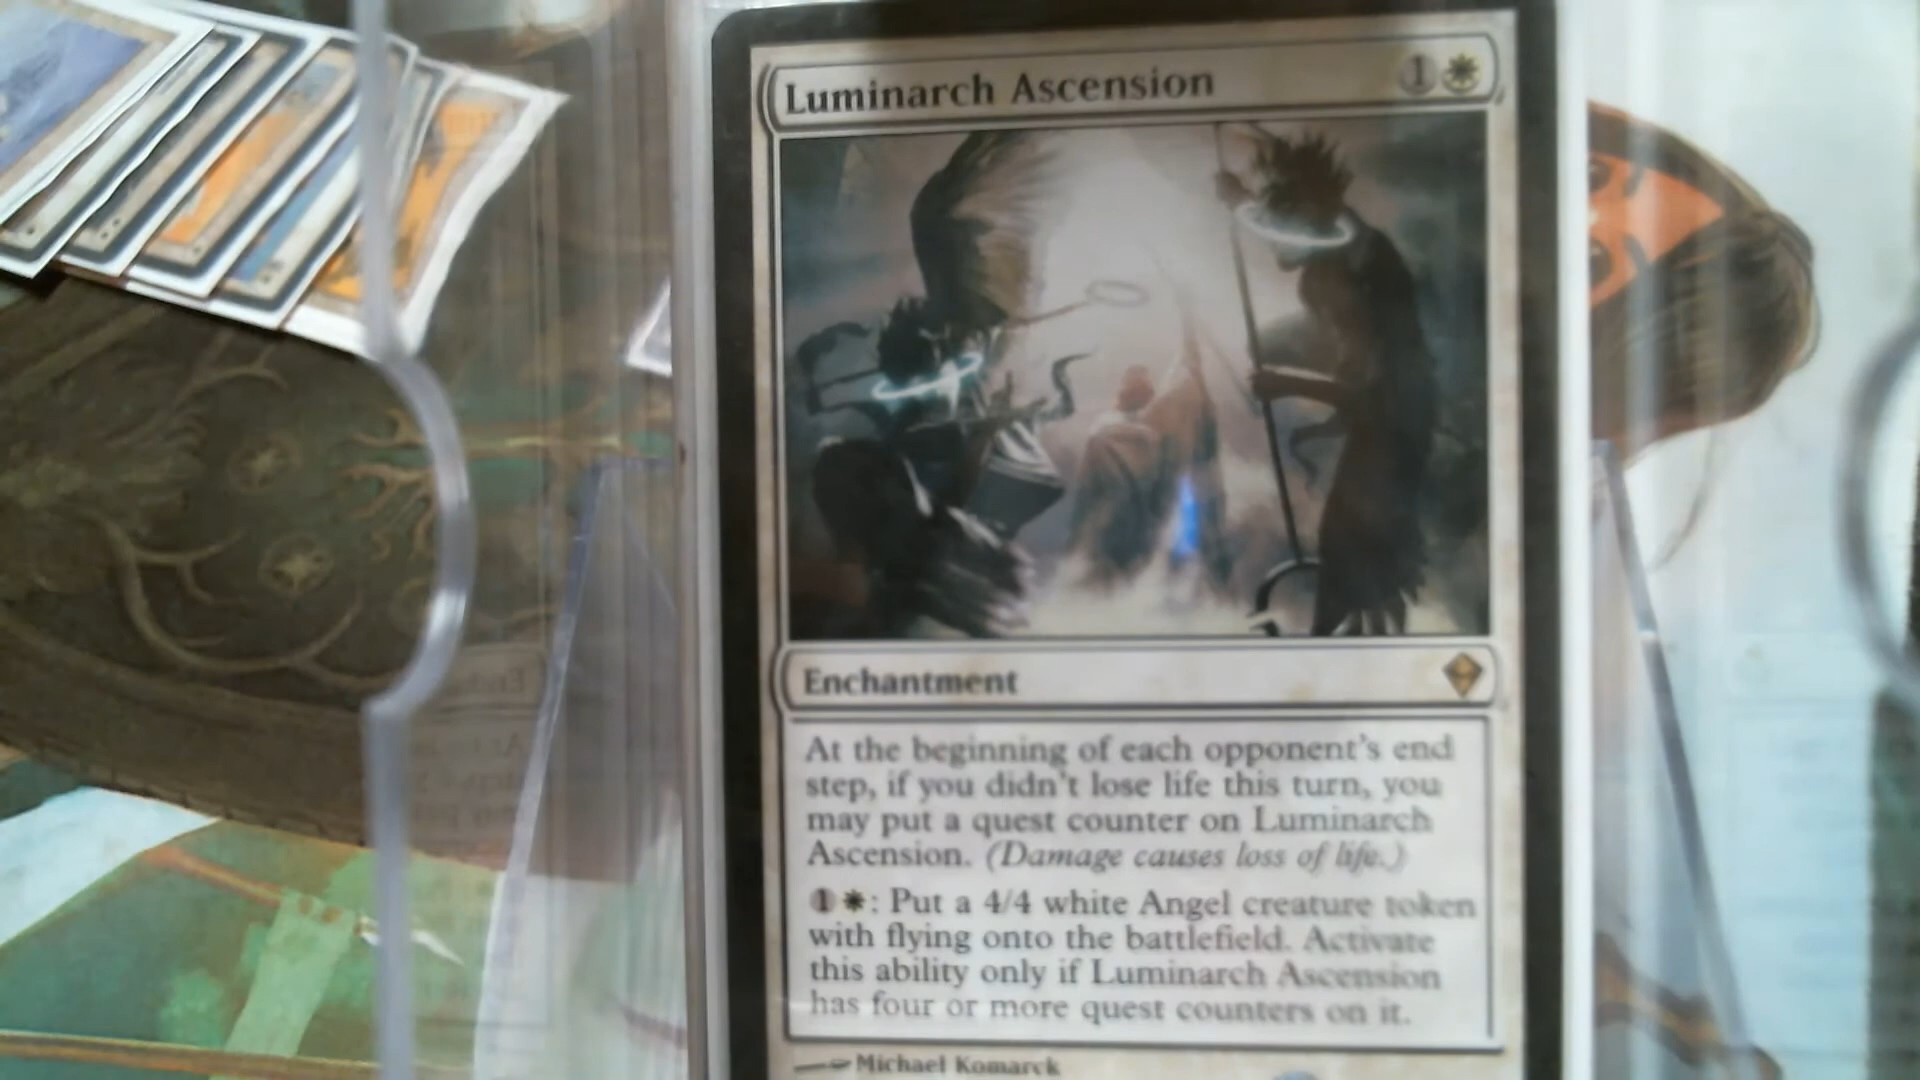 Luminarch Ascension 1
Enchantment
At the beginning of each opponent's end
step, if you didn't lose life this turn, you
may put a quest counter on Luminarch
Ascension. (Damage causes loss of life.)
1 : Put a 4/4 white Angel creature token
with flying onto the battlefield. Activate
this ability only if Luminarch Ascension
has four or more quest counters on it.
Michael Komarck